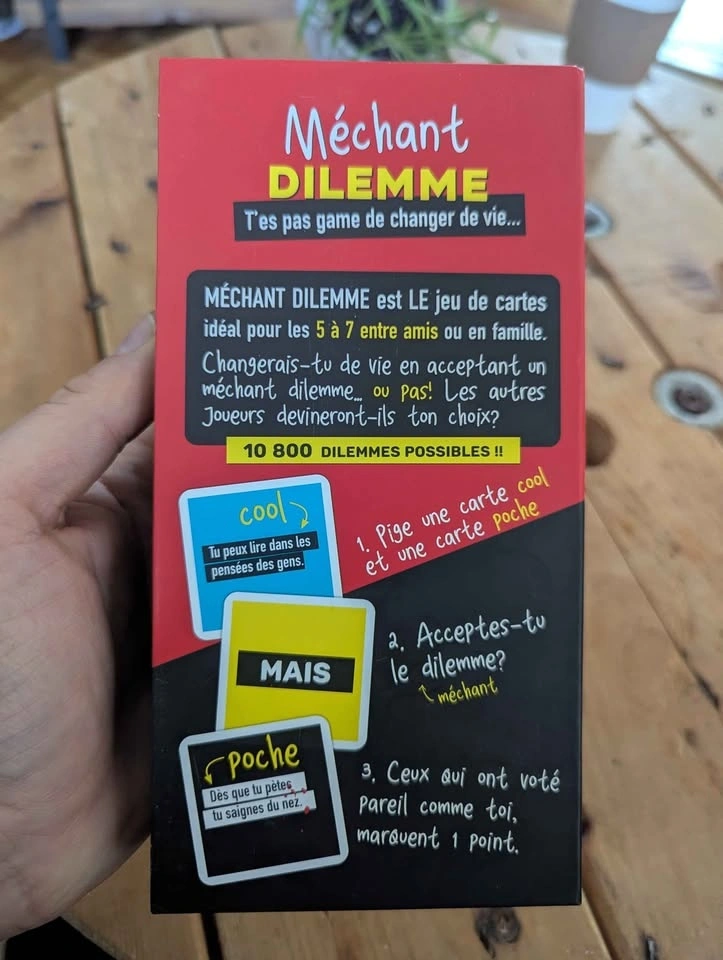 Méchant
DILEMME
T'es pas game de changer de vie...
MÉCHANT DILEMME est LE jeu de cartes
idéal pour les 5 à 7 entre amis ou en famille.
Changerais-tu de vie en acceptant un
méchant dilemme... ou pas! Les autres
joueurs devineront-ils ton choix?
10 800 DILEMMES POSSIBLES !!
cool
Tu peux lire dans les
pensées des gens.
1. Pige une carte cool
et une carte poche
MAIS
2. Acceptes-tu
le dilemme?
méchant
poche
Dès que tu pètes,
tu saignes du nez.
3. Ceux qui ont voté
pareil comme toi,
marquent 1 point.